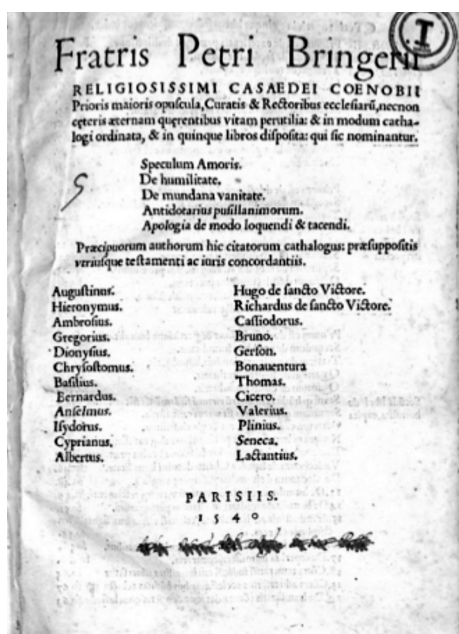 Fratris Petri Bringerii
RELIGIOSISSIMI CASAEDEI COENOBII
Prioris maioris opuscula, Curatis & Rectoribus ecclesiarũ, necnon
cęteris æternam quęrentibus vitam perutilia: & in modum catha-
logi ordinata, & in quinque libros disposita: qui sic nominantur.
Speculum Amoris.
De humilitate.
De mundana vanitate.
Antidotarius pusillanimorum.
Apologia de modo loquendi & tacendi.
Præcipuorum authorum hic citatorum cathalogus: præsuppositis
vtriusque testamenti ac iuris concordantiis.
Augustinus.
Hieronymus.
Ambrosius.
Gregorius.
Dionysius.
Chrysostomus.
Basilius.
Bernardus.
Anselmus.
Isydorus.
Cyprianus.
Albertus.
Hugo de sancto Victore.
Richardus de sancto Victore.
Cassiodorus.
Bruno.
Gerson.
Bonauentura
Thomas.
Cicero.
Valerius.
Plinius.
Seneca.
Lactantius.
PARISIIS.
1540